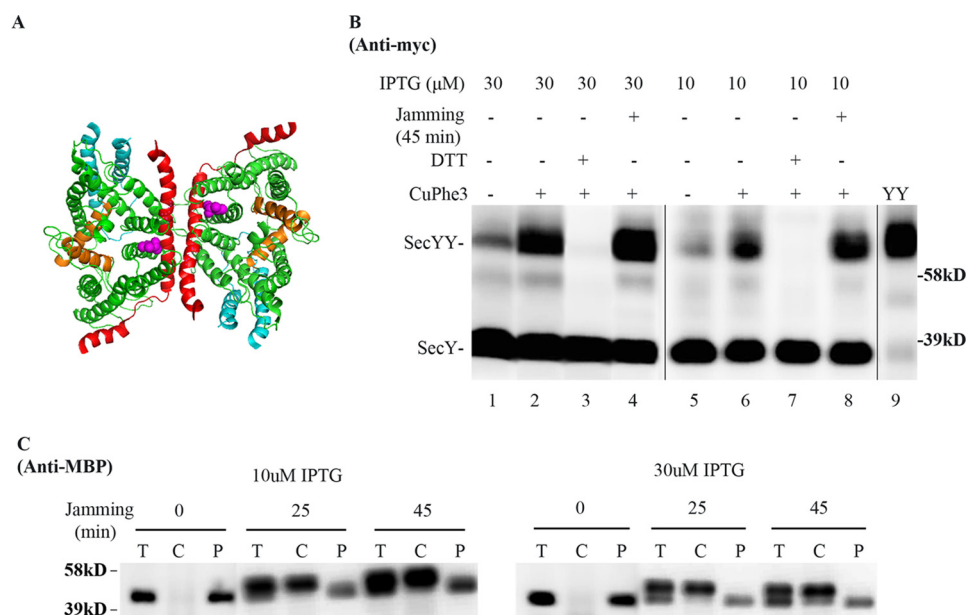 A
B
(Anti-myc)
IPTG (μM) 30 30 30 30 10 10 10 10
Jamming - - - + - - - +
(45 min)
DTT - - + - - - + -
CuPhe3 - + + + - + + + YY
SecYY-
-58kD
-39kD
SecY-
1 2 3 4 5 6 7 8 9
C
(Anti-MBP)
10uM IPTG 30uM IPTG
Jamming 0 25 45 0 25 45
(min)
T C P T C P T C P T C P T C P T C P
58kD -
39kD -